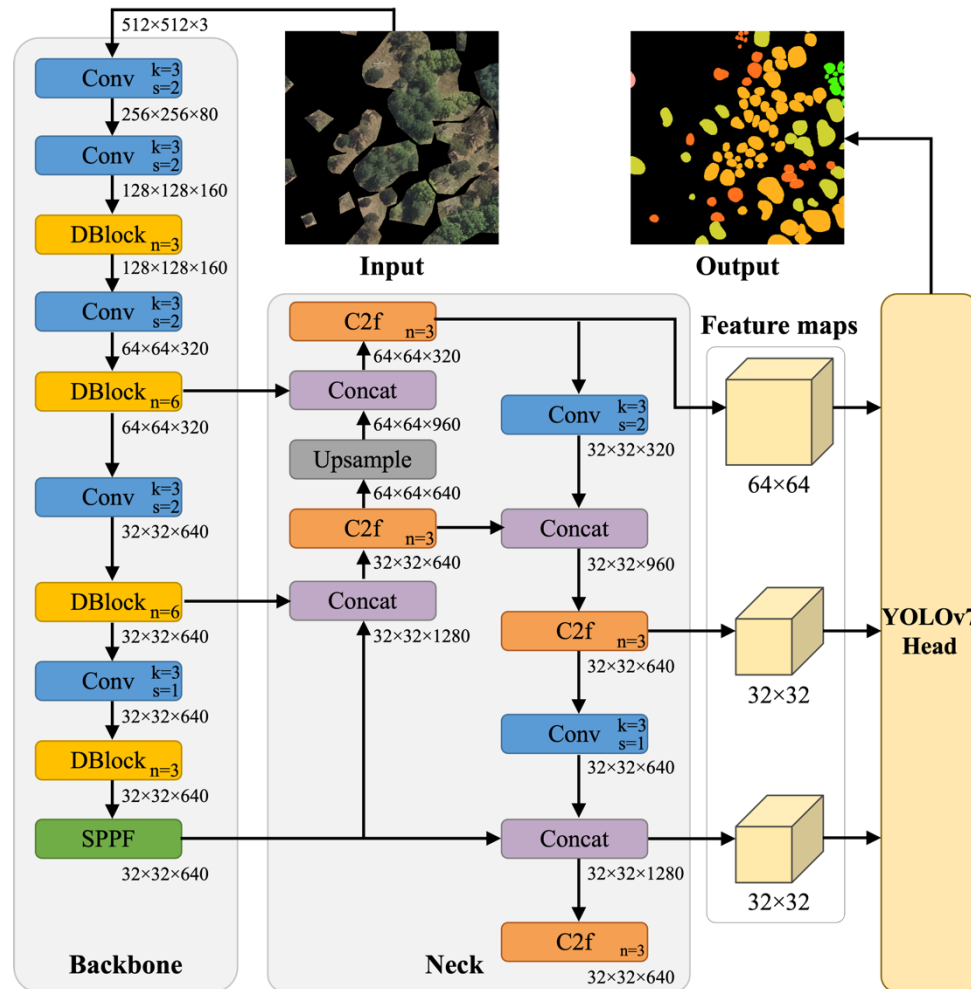 512×512×3
Conv k=3 s=2
256×256×80
Conv k=3 s=2
128×128×160
DBlock n=3
128×128×160
Conv k=3 s=2
64×64×320
DBlock n=6
64×64×320
Conv k=3 s=2
32×32×640
DBlock n=6
32×32×640
Conv k=3 s=1
32×32×640
DBlock n=3
32×32×640
SPPF
32×32×640
Backbone
Input
Output
C2f n=3
64×64×320
Concat
64×64×960
Upsample
64×64×640
C2f n=3
32×32×640
Concat
32×32×1280
Conv k=3 s=2
32×32×320
Concat
32×32×960
C2f n=3
32×32×640
Conv k=3 s=1
32×32×640
Concat
32×32×1280
C2f n=3
32×32×640
Neck
Feature maps
64×64
32×32
32×32
YOLOv7
Head